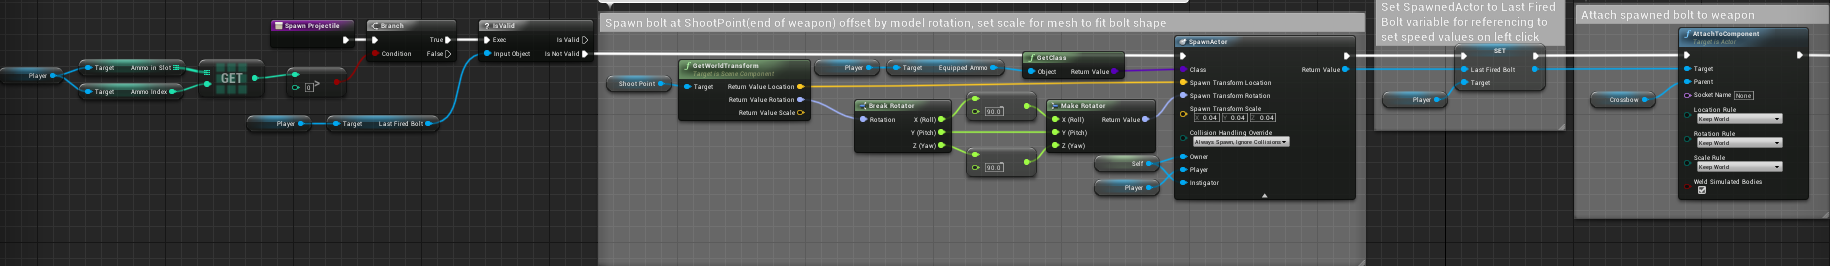 Spawn Projectile
Branch
True
Condition
False
IsValid
Exec
Is Valid
Input Object
Is Not Valid
Player
Target
Ammo in Slot
Target
Ammo Index
GET
0
>
Player
Target
Last Fired Bolt
Spawn bolt at ShootPoint(end of weapon) offset by model rotation, set scale for mesh to fit bolt shape
Shoot Point
GetWorldTransform
Target is Scene Component
Target
Return Value Location
Return Value Rotation
Return Value Scale
Player
Target
Equipped Ammo
GetClass
Object
Return Value
Break Rotator
Rotation
X (Roll)
Y (Pitch)
Z (Yaw)
90.0
90.0
Make Rotator
X (Roll)
Return Value
Y (Pitch)
Z (Yaw)
Self
Player
SpawnActor
Class
Return Value
Spawn Transform Location
Spawn Transform Rotation
Spawn Transform Scale
X 0.04 Y 0.04 Z 0.04
Collision Handling Override
Always Spawn, Ignore Collisions
Owner
Player
Instigator
Set SpawnedActor to Last Fired
Bolt variable for referencing to
set speed values on left click
SET
Last Fired Bolt
Target
Player
Attach spawned bolt to weapon
Crossbow
AttachToComponent
Target is Actor
Target
Parent
Socket Name None
Location Rule
Keep World
Rotation Rule
Keep World
Scale Rule
Keep World
Weld Simulated Bodies